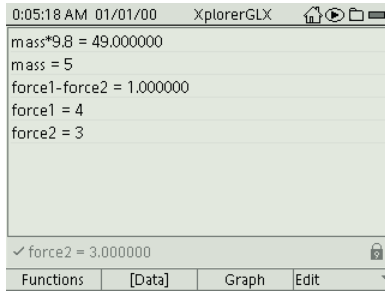 0:05:18 AM 01/01/00 XplorerGLX
mass*9.8 = 49.000000
mass = 5
force1-force2 = 1.000000
force1 = 4
force2 = 3
✓ force2 = 3.000000
Functions [Data] Graph Edit